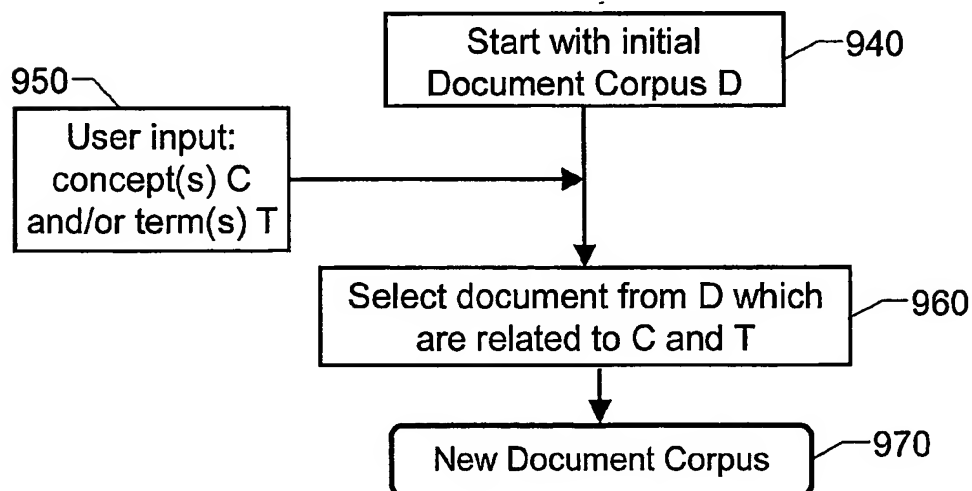 Start with initial
Document Corpus D
940
950
User input:
concept(s) C
and/or term(s) T
Select document from D which
are related to C and T
960
New Document Corpus
970